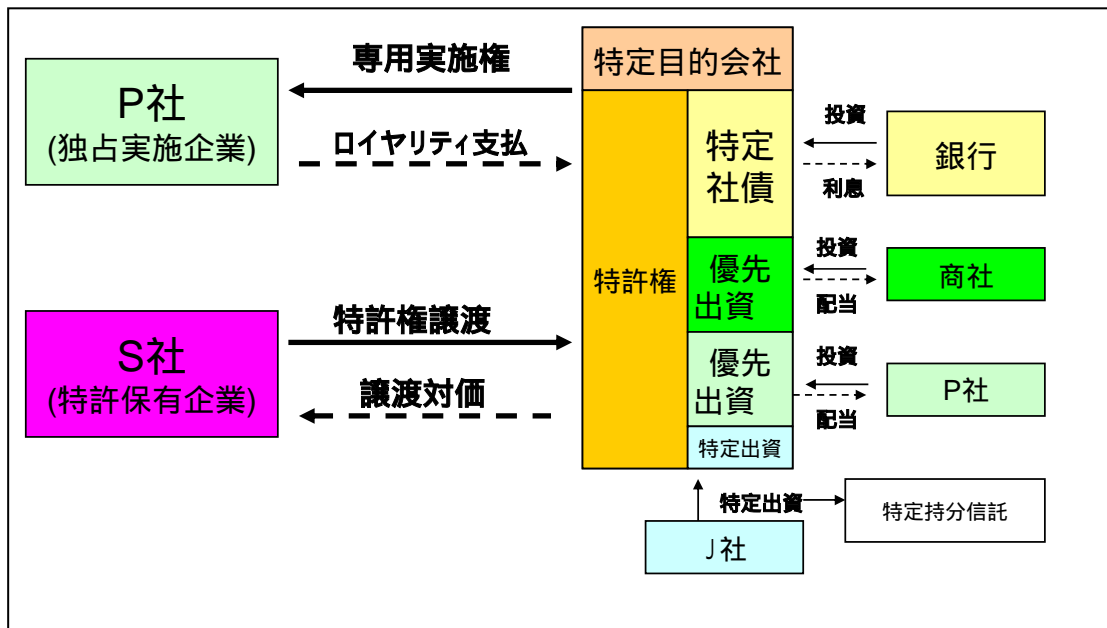 P社
(独占実施企業)
専用実施権
ロイヤリティ支払
S社
(特許保有企業)
特許権譲渡
譲渡対価
特定目的会社
特許権
特定
社債
優先
出資
優先
出資
特定出資
投資
利息
銀行
投資
配当
商社
投資
配当
P社
特定出資
J社
特定持分信託